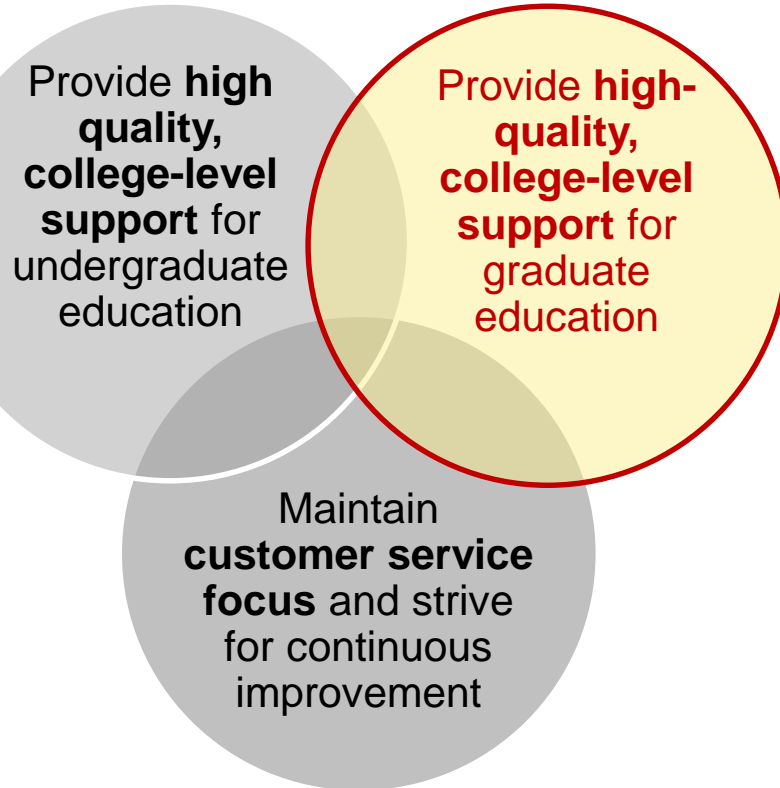 Provide high
quality,
college-level
support for
undergraduate
education
Provide high-
quality,
college-level
support for
graduate
education
Maintain
customer service
focus and strive
for continuous
improvement